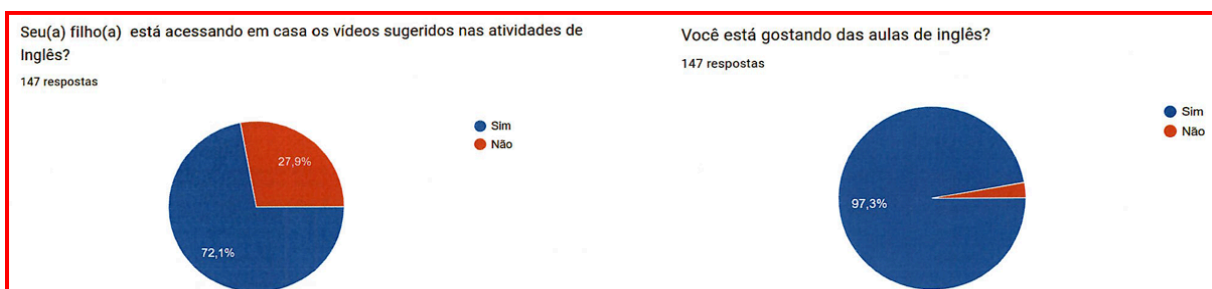 Seu(a) filho(a) está acessando em casa os vídeos sugeridos nas atividades de
Inglês?
147 respostas
Sim
Não
27,9%
72,1%
Você está gostando das aulas de inglês?
147 respostas
Sim
Não
97,3%